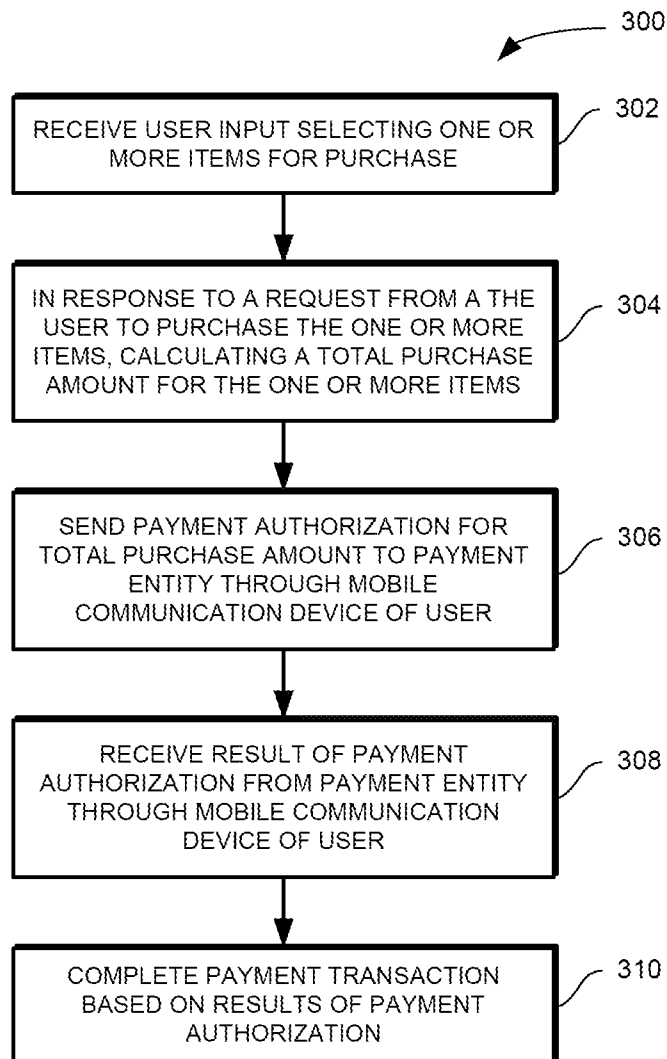 300
RECEIVE USER INPUT SELECTING ONE OR
MORE ITEMS FOR PURCHASE
302
IN RESPONSE TO A REQUEST FROM A THE
USER TO PURCHASE THE ONE OR MORE
ITEMS, CALCULATING A TOTAL PURCHASE
AMOUNT FOR THE ONE OR MORE ITEMS
304
SEND PAYMENT AUTHORIZATION FOR
TOTAL PURCHASE AMOUNT TO PAYMENT
ENTITY THROUGH MOBILE
COMMUNICATION DEVICE OF USER
306
RECEIVE RESULT OF PAYMENT
AUTHORIZATION FROM PAYMENT ENTITY
THROUGH MOBILE COMMUNICATION
DEVICE OF USER
308
COMPLETE PAYMENT TRANSACTION
BASED ON RESULTS OF PAYMENT
AUTHORIZATION
310